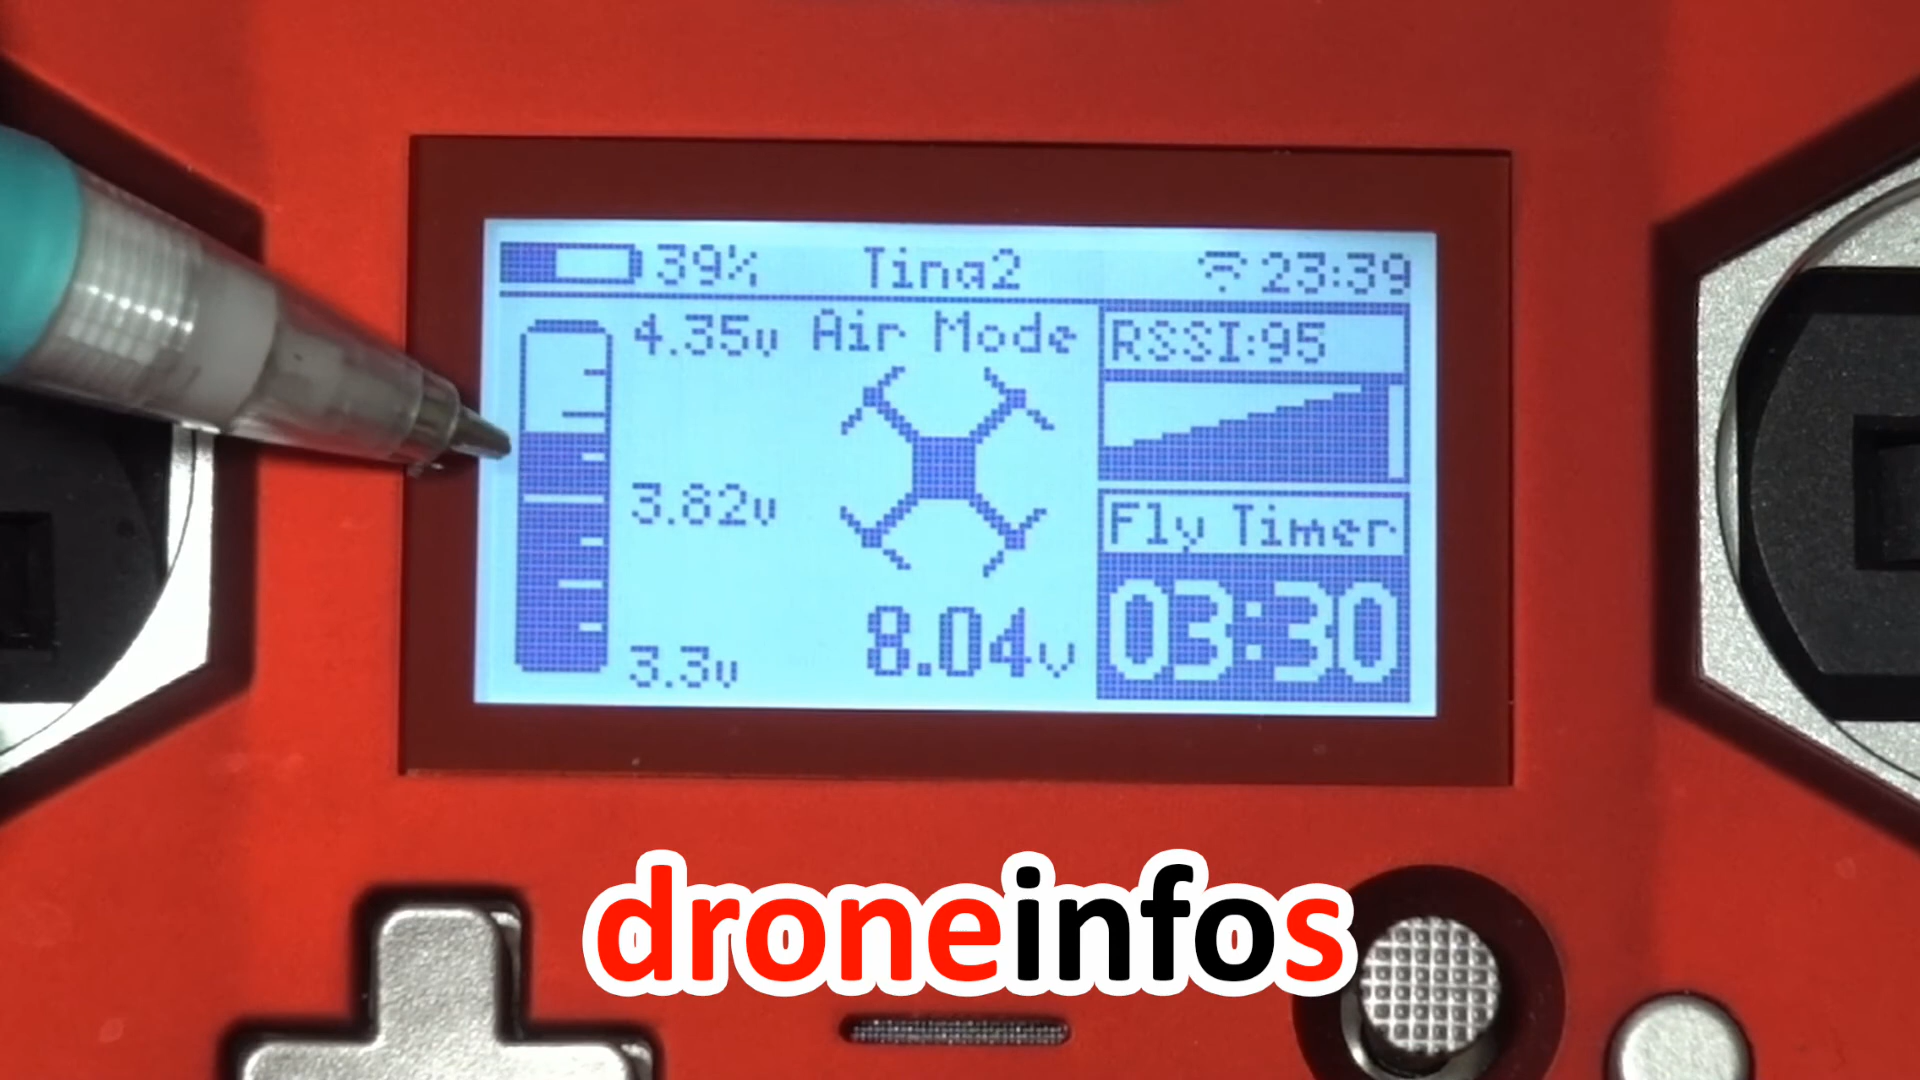 39% Tina2 23:39
4.35v Air Mode RSSI:95
3.82v Fly Timer
3.3v 8.04v 03:30
droneinfos